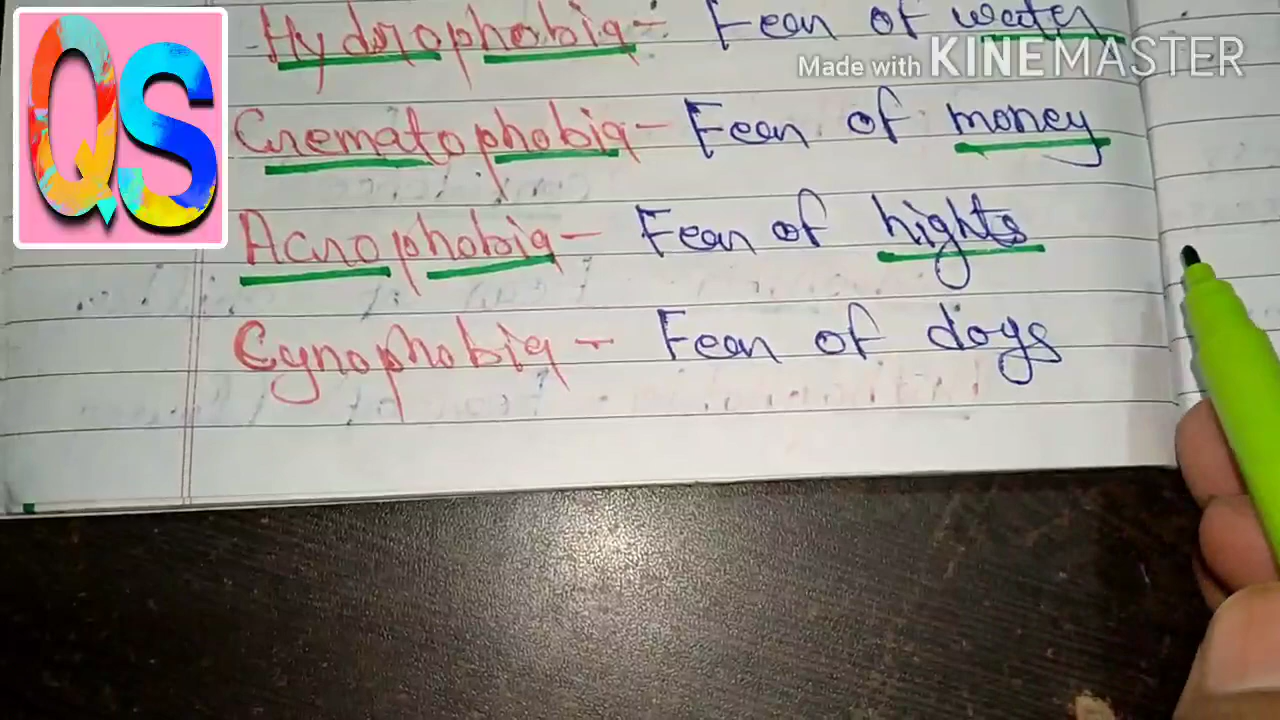 QS
Hydrophobia - Fear of water
Made with KINEMASTER
Crematophobia - Fear of money
Acrophobia - Fear of hights
Cynophobia - Fear of dogs